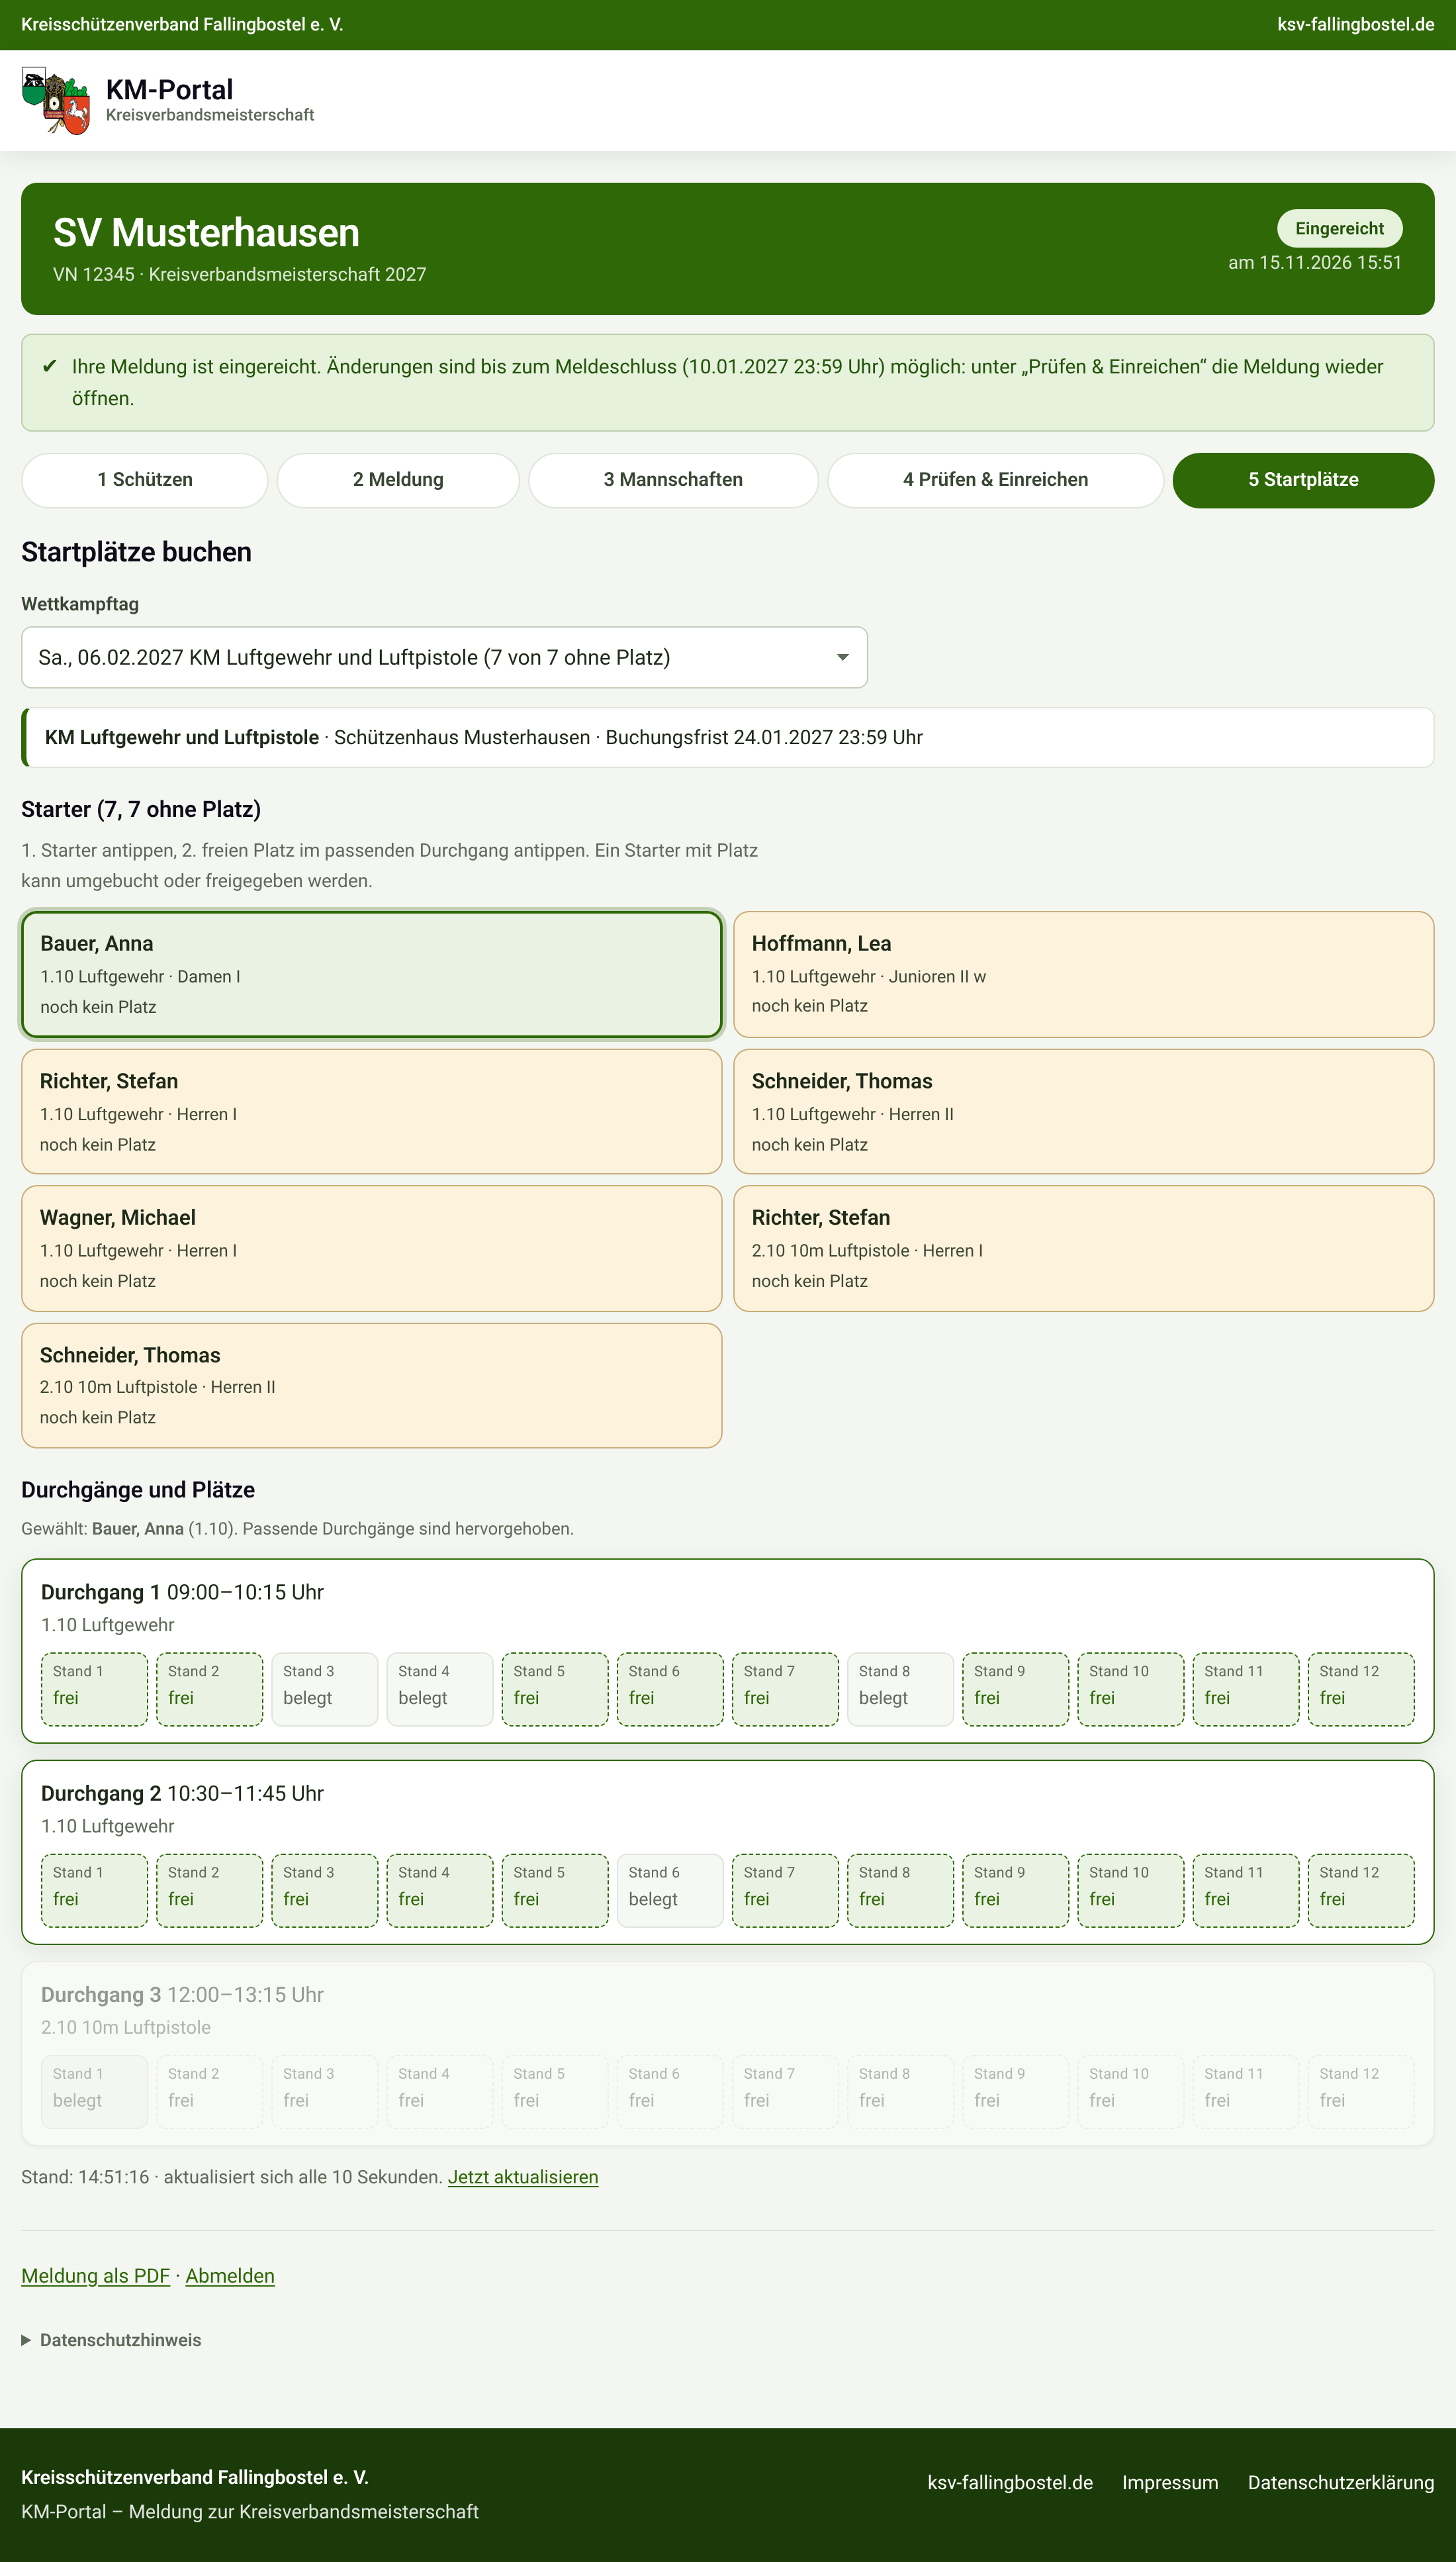 Kreisschützenverband Fallingbostel e. V.
ksv-fallingbostel.de
KM-Portal
Kreisverbandsmeisterschaft
SV Musterhausen
VN 12345 · Kreisverbandsmeisterschaft 2027
Eingereicht
am 15.11.2026 15:51
✔ Ihre Meldung ist eingereicht. Änderungen sind bis zum Meldeschluss (10.01.2027 23:59 Uhr) möglich: unter „Prüfen & Einreichen“ die Meldung wieder
öffnen.
1 Schützen
2 Meldung
3 Mannschaften
4 Prüfen & Einreichen
5 Startplätze
Startplätze buchen
Wettkampftag
Sa., 06.02.2027 KM Luftgewehr und Luftpistole (7 von 7 ohne Platz)
KM Luftgewehr und Luftpistole · Schützenhaus Musterhausen · Buchungsfrist 24.01.2027 23:59 Uhr
Starter (7, 7 ohne Platz)
1. Starter antippen, 2. freien Platz im passenden Durchgang antippen. Ein Starter mit Platz
kann umgebucht oder freigegeben werden.
Bauer, Anna
1.10 Luftgewehr · Damen I
noch kein Platz
Hoffmann, Lea
1.10 Luftgewehr · Junioren II w
noch kein Platz
Richter, Stefan
1.10 Luftgewehr · Herren I
noch kein Platz
Schneider, Thomas
1.10 Luftgewehr · Herren II
noch kein Platz
Wagner, Michael
1.10 Luftgewehr · Herren I
noch kein Platz
Richter, Stefan
2.10 10m Luftpistole · Herren I
noch kein Platz
Schneider, Thomas
2.10 10m Luftpistole · Herren II
noch kein Platz
Durchgänge und Plätze
Gewählt: Bauer, Anna (1.10). Passende Durchgänge sind hervorgehoben.
Durchgang 1 09:00–10:15 Uhr
1.10 Luftgewehr
Stand 1 Stand 2 Stand 3 Stand 4 Stand 5 Stand 6 Stand 7 Stand 8 Stand 9 Stand 10 Stand 11 Stand 12
frei frei belegt belegt frei frei frei belegt frei frei frei frei
Durchgang 2 10:30–11:45 Uhr
1.10 Luftgewehr
Stand 1 Stand 2 Stand 3 Stand 4 Stand 5 Stand 6 Stand 7 Stand 8 Stand 9 Stand 10 Stand 11 Stand 12
frei frei frei frei frei belegt frei frei frei frei frei frei
Durchgang 3 12:00–13:15 Uhr
2.10 10m Luftpistole
Stand 1 Stand 2 Stand 3 Stand 4 Stand 5 Stand 6 Stand 7 Stand 8 Stand 9 Stand 10 Stand 11 Stand 12
belegt frei frei frei frei frei frei frei frei frei frei frei
Stand: 14:51:16 · aktualisiert sich alle 10 Sekunden. Jetzt aktualisieren
Meldung als PDF · Abmelden
Datenschutzhinweis
Kreisschützenverband Fallingbostel e. V.
KM-Portal – Meldung zur Kreisverbandsmeisterschaft
ksv-fallingbostel.de Impressum Datenschutzerklärung